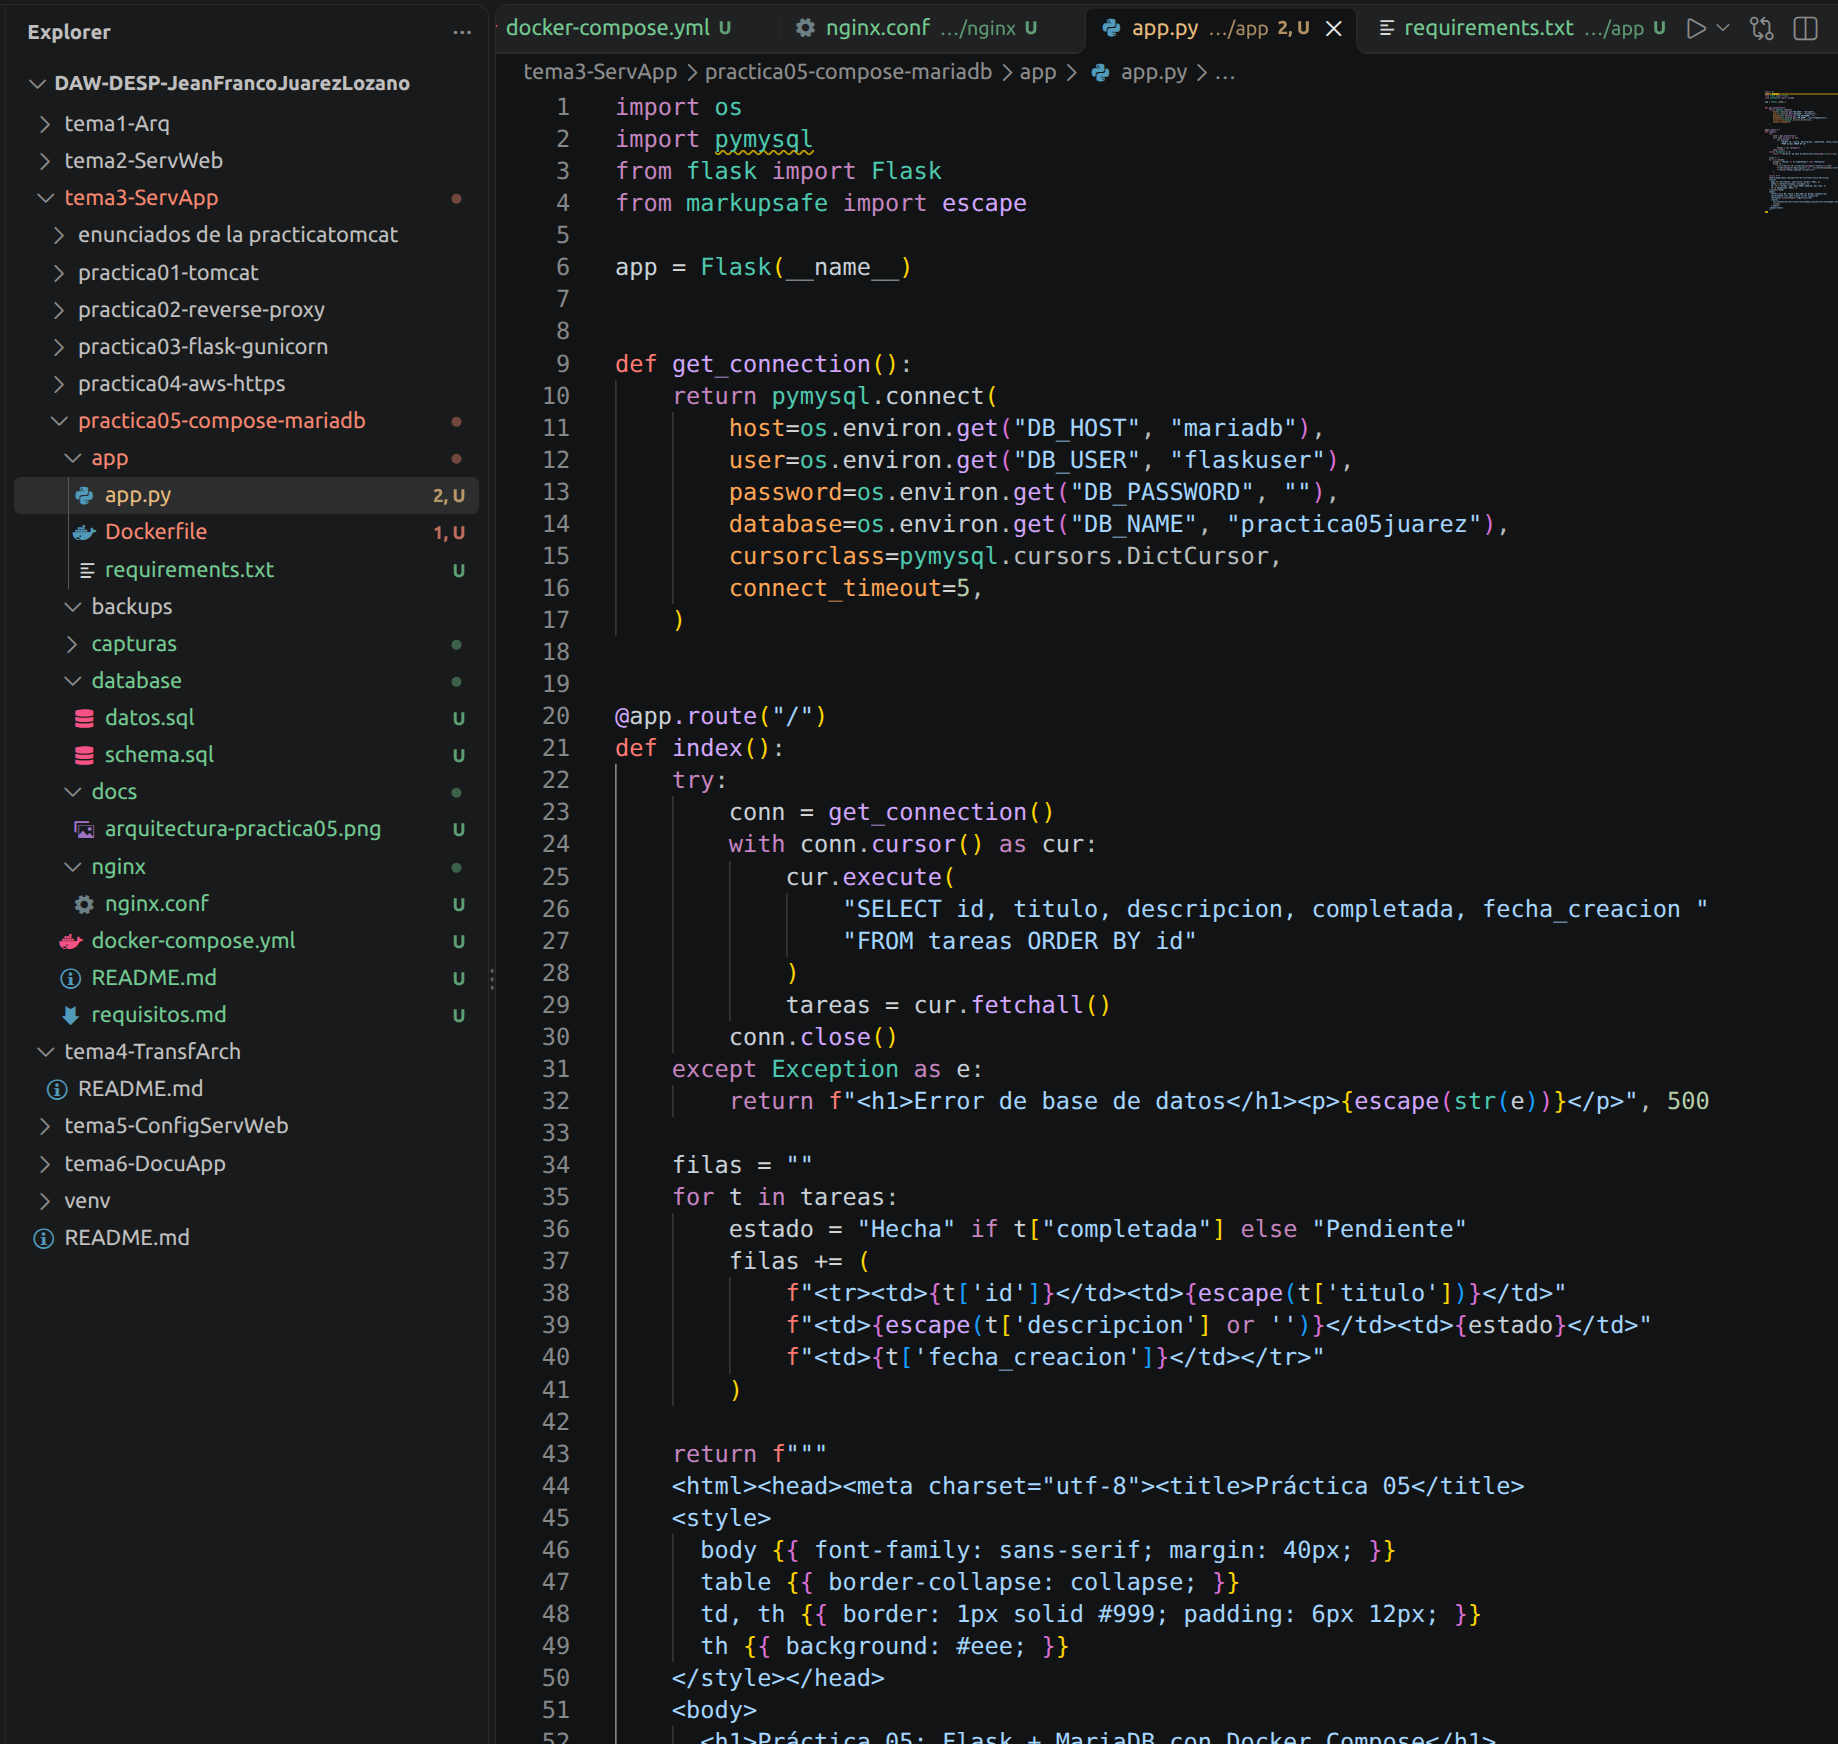 Explorer
DAW-DESP-JeanFrancoJuarezLozano
tema1-Arq
tema2-ServWeb
tema3-ServApp
enunciados de la practicatomcat
practica01-tomcat
practica02-reverse-proxy
practica03-flask-gunicorn
practica04-aws-https
practica05-compose-mariadb
app
app.py 2, U
Dockerfile 1, U
requirements.txt U
backups
capturas
database
datos.sql U
schema.sql U
docs
arquitectura-practica05.png U
nginx
nginx.conf U
docker-compose.yml U
README.md U
requisitos.md U
tema4-TransfArch
README.md
tema5-ConfigServWeb
tema6-DocuApp
venv
README.md
docker-compose.yml U nginx.conf .../nginx U app.py .../app 2, U requirements.txt .../app U
tema3-ServApp > practica05-compose-mariadb > app > app.py > ...
1 import os
2 import pymysql
3 from flask import Flask
4 from markupsafe import escape
5
6 app = Flask(__name__)
7
8
9 def get_connection():
10     return pymysql.connect(
11         host=os.environ.get("DB_HOST", "mariadb"),
12         user=os.environ.get("DB_USER", "flaskuser"),
13         password=os.environ.get("DB_PASSWORD", ""),
14         database=os.environ.get("DB_NAME", "practica05juarez"),
15         cursorclass=pymysql.cursors.DictCursor,
16         connect_timeout=5,
17     )
18
19
20 @app.route("/")
21 def index():
22     try:
23         conn = get_connection()
24         with conn.cursor() as cur:
25             cur.execute(
26                 "SELECT id, titulo, descripcion, completada, fecha_creacion "
27                 "FROM tareas ORDER BY id"
28             )
29             tareas = cur.fetchall()
30         conn.close()
31     except Exception as e:
32         return f"<h1>Error de base de datos</h1><p>{escape(str(e))}</p>", 500
33
34     filas = ""
35     for t in tareas:
36         estado = "Hecha" if t["completada"] else "Pendiente"
37         filas += (
38             f"<tr><td>{t['id']}</td><td>{escape(t['titulo'])}</td>"
39             f"<td>{escape(t['descripcion'] or '')}</td><td>{estado}</td>"
40             f"<td>{t['fecha_creacion']}</td></tr>"
41         )
42
43     return f"""
44     <html><head><meta charset="utf-8"><title>Práctica 05</title>
45     <style>
46       body {{ font-family: sans-serif; margin: 40px; }}
47       table {{ border-collapse: collapse; }}
48       td, th {{ border: 1px solid #999; padding: 6px 12px; }}
49       th {{ background: #eee; }}
50     </style></head>
51     <body>
52       <h1>Práctica 05: Flask + MariaDB con Docker Compose</h1>